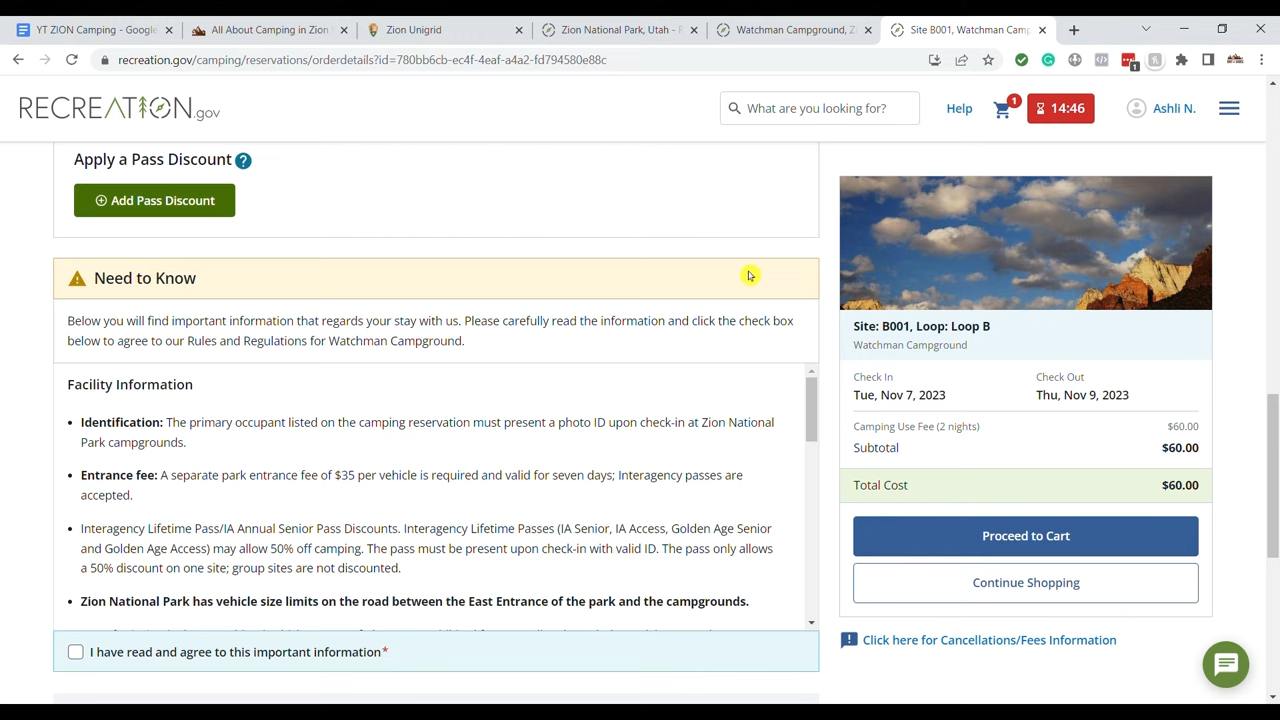 YT ZION Camping - Google
All About Camping in Zion
Zion Unigrid
Zion National Park, Utah - R
Watchman Campground, Zi
Site B001, Watchman Camp
recreation.gov/camping/reservations/orderdetails?id=780bb6cb-cc4f-4eaf-a4a2-fd794580e88c
1
RECREATION.gov
What are you looking for?
Help
1
14:46
Ashli N.
Apply a Pass Discount ?
Add Pass Discount
Need to Know
Below you will find important information that regards your stay with us. Please carefully read the information and click the check box
below to agree to our Rules and Regulations for Watchman Campground.
Facility Information
• Identification: The primary occupant listed on the camping reservation must present a photo ID upon check-in at Zion National
Park campgrounds.
• Entrance fee: A separate park entrance fee of $35 per vehicle is required and valid for seven days; Interagency passes are
accepted.
• Interagency Lifetime Pass/IA Annual Senior Pass Discounts. Interagency Lifetime Passes (IA Senior, IA Access, Golden Age Senior
and Golden Age Access) may allow 50% off camping. The pass must be present upon check-in with valid ID. The pass only allows
a 50% discount on one site; group sites are not discounted.
• Zion National Park has vehicle size limits on the road between the East Entrance of the park and the campgrounds.
I have read and agree to this important information*
Site: B001, Loop: Loop B
Watchman Campground
Check In
Check Out
Tue, Nov 7, 2023
Thu, Nov 9, 2023
Camping Use Fee (2 nights) $60.00
Subtotal $60.00
Total Cost $60.00
Proceed to Cart
Continue Shopping
Click here for Cancellations/Fees Information